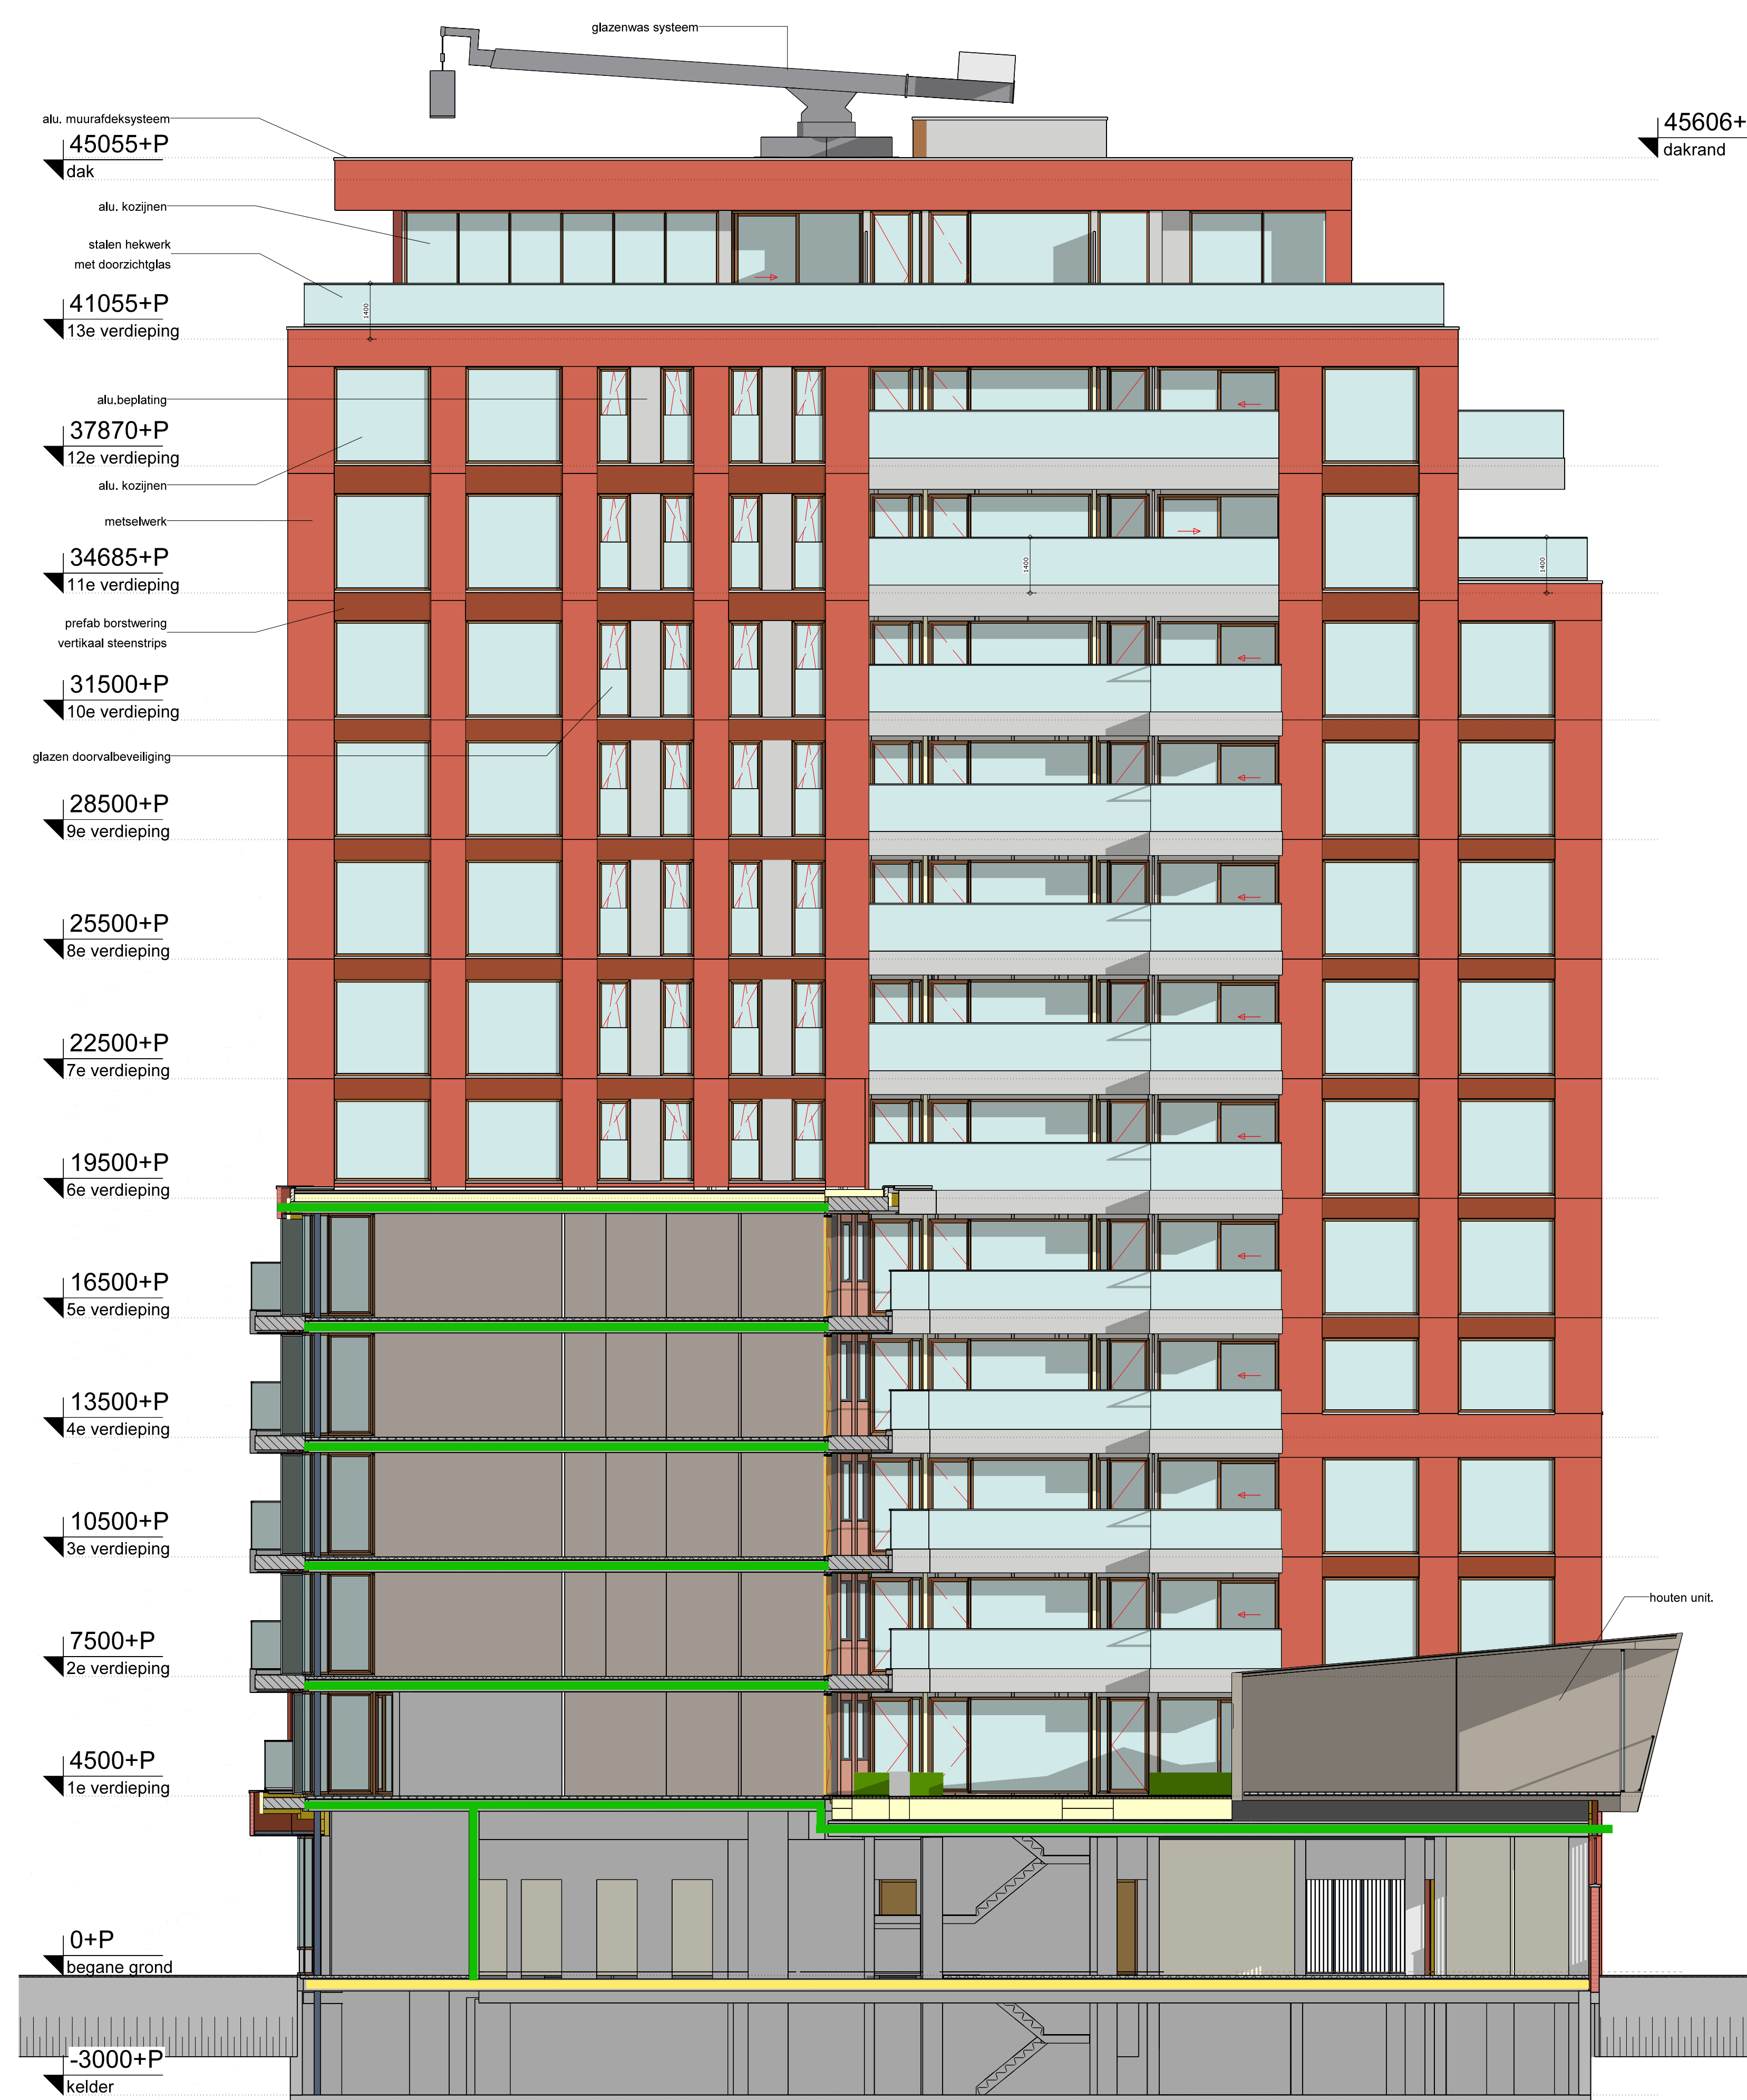 glazenwas systeem
alu. muurafdeksysteem
45055+P
dak
45606+
dakrand
alu. kozijnen
stalen hekwerk
met doorzichtglas
41055+P
13e verdieping
1400
alu.beplating
37870+P
12e verdieping
alu. kozijnen
metselwerk
34685+P
11e verdieping
1400
1400
prefab borstwering
vertikaal steenstrips
31500+P
10e verdieping
glazen doorvalbeveiliging
28500+P
9e verdieping
25500+P
8e verdieping
22500+P
7e verdieping
19500+P
6e verdieping
16500+P
5e verdieping
13500+P
4e verdieping
10500+P
3e verdieping
houten unit.
7500+P
2e verdieping
4500+P
1e verdieping
0+P
begane grond
-3000+P
kelder